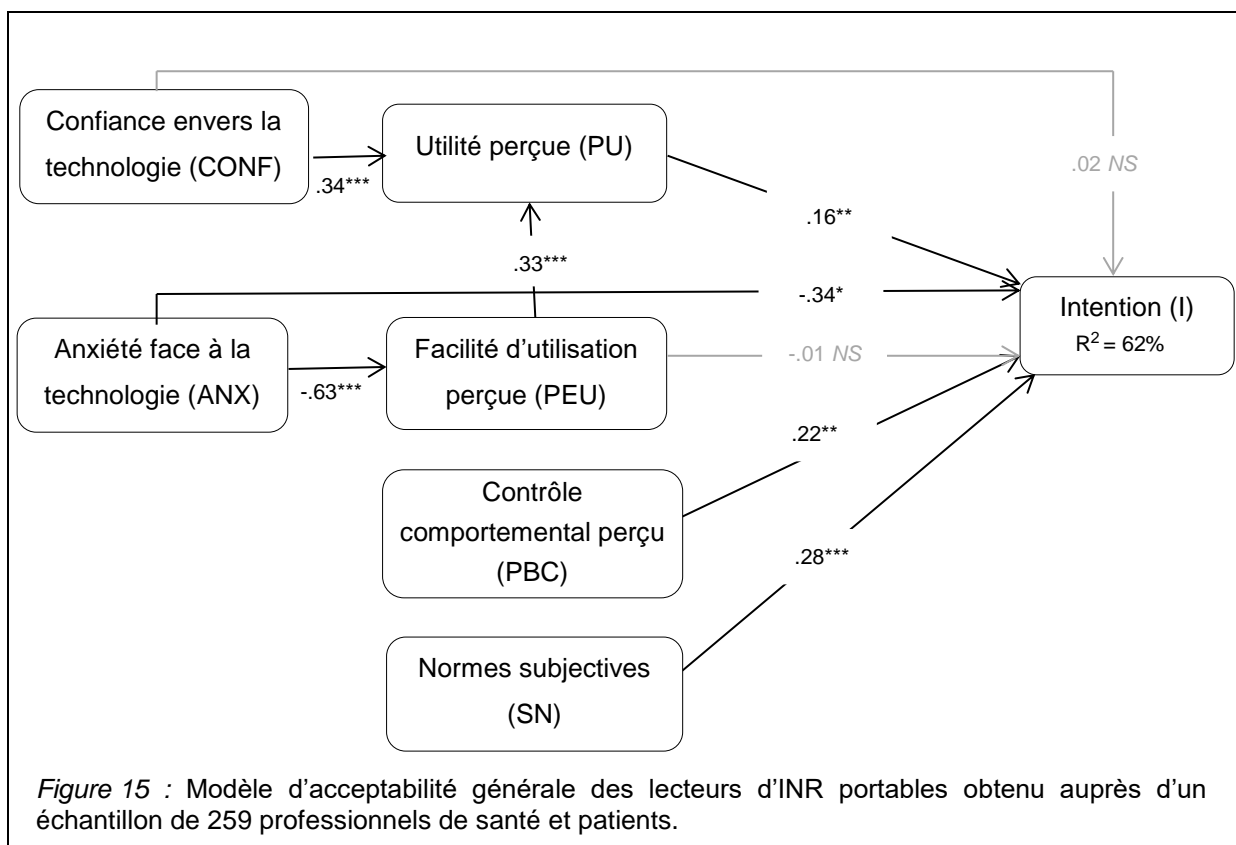 Confiance envers la
technologie (CONF)
Utilité perçue (PU)
.34***
.02 NS
.16**
.33***
-.34*
Intention (I)
R² = 62%
Anxiété face à la
technologie (ANX)
-.63***
Facilité d'utilisation
perçue (PEU)
-.01 NS
.22**
Contrôle
comportemental perçu
(PBC)
.28***
Normes subjectives
(SN)
Figure 15 : Modèle d'acceptabilité générale des lecteurs d'INR portables obtenu auprès d'un
échantillon de 259 professionnels de santé et patients.